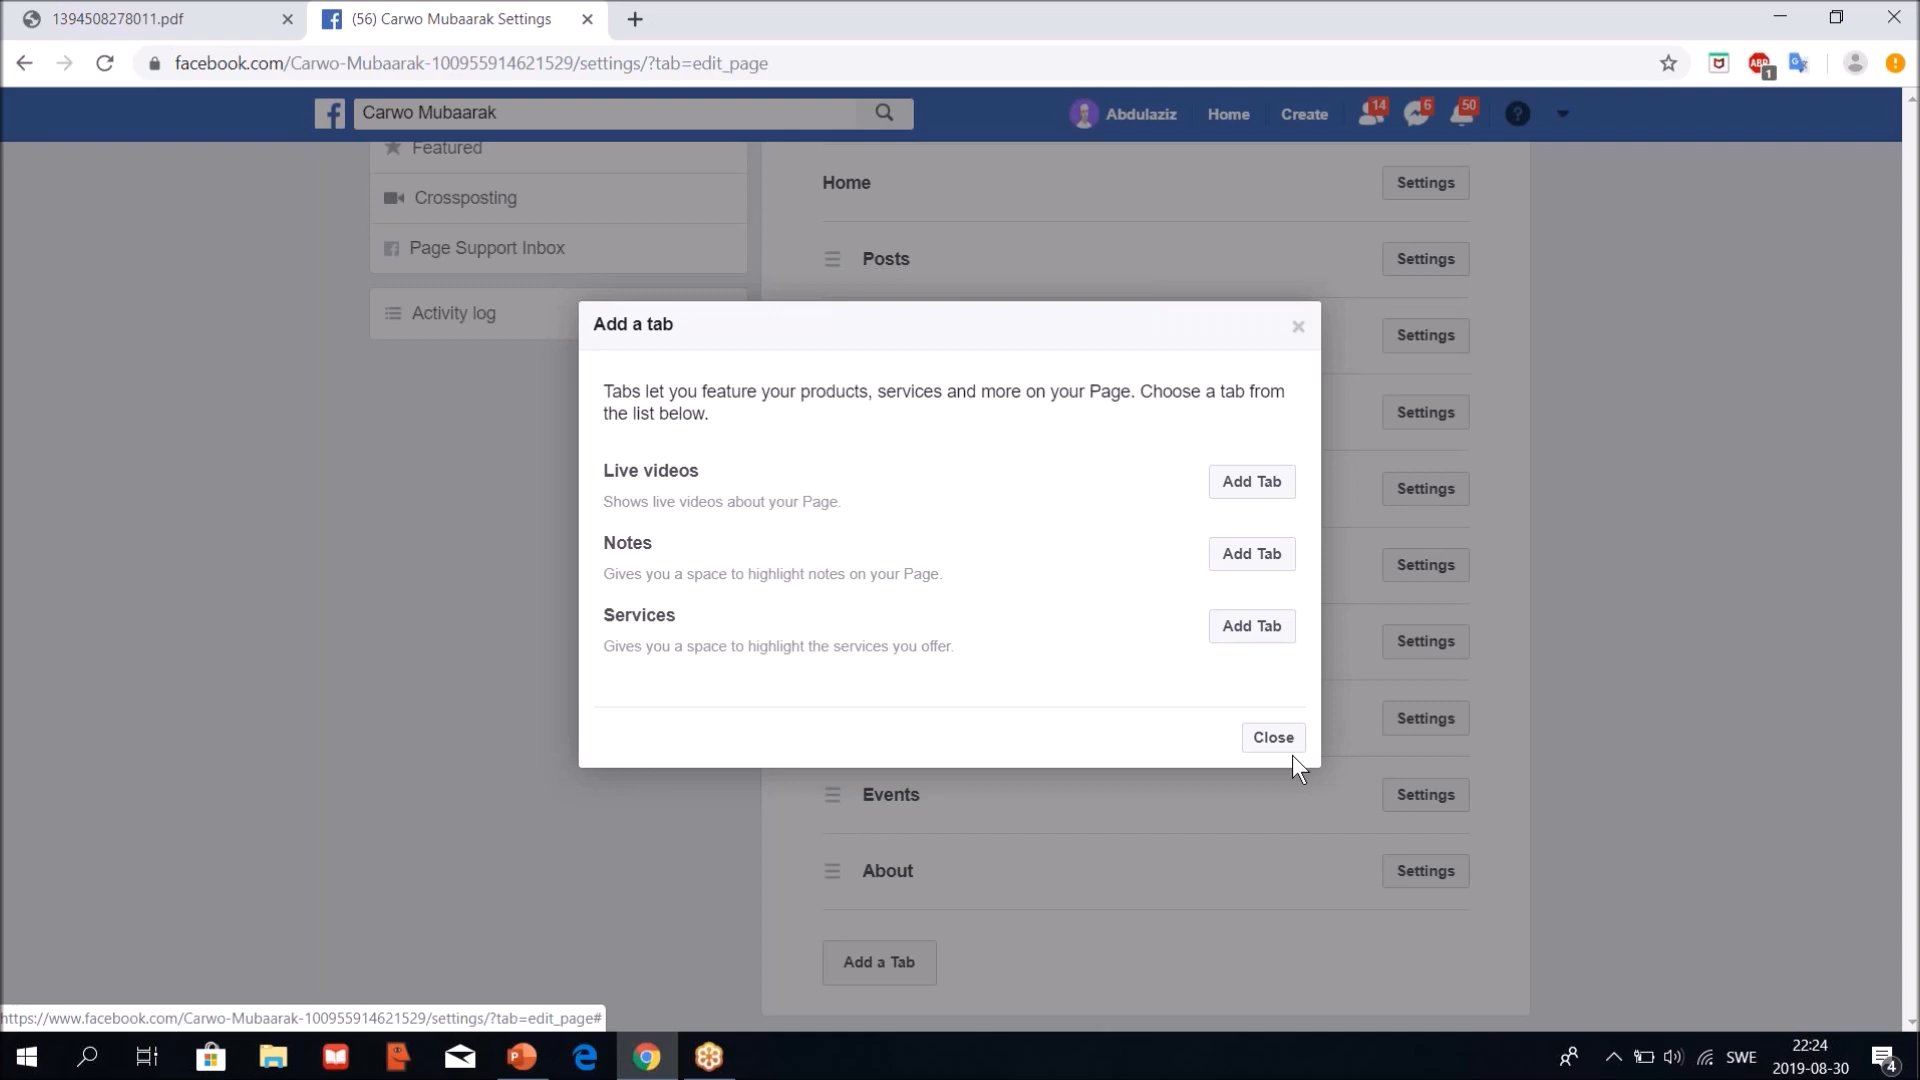 1394508278011.pdf
(56) Carwo Mubaarak Settings
facebook.com/Carwo-Mubaarak-100955914621529/settings/?tab=edit_page
ABP
1
Carwo Mubaarak
Abdulaziz
Home
Create
14
6
50
Featured
Crossposting
Page Support Inbox
Activity log
Home
Settings
Posts
Settings
Settings
Settings
Settings
Settings
Settings
Settings
Add a tab
Tabs let you feature your products, services and more on your Page. Choose a tab from
the list below.
Live videos
Add Tab
Shows live videos about your Page.
Notes
Add Tab
Gives you a space to highlight notes on your Page.
Services
Add Tab
Gives you a space to highlight the services you offer.
Close
Events
Settings
About
Settings
Add a Tab
https://www.facebook.com/Carwo-Mubaarak-100955914621529/settings/?tab=edit_page#
SWE
22:24
2019-08-30
4